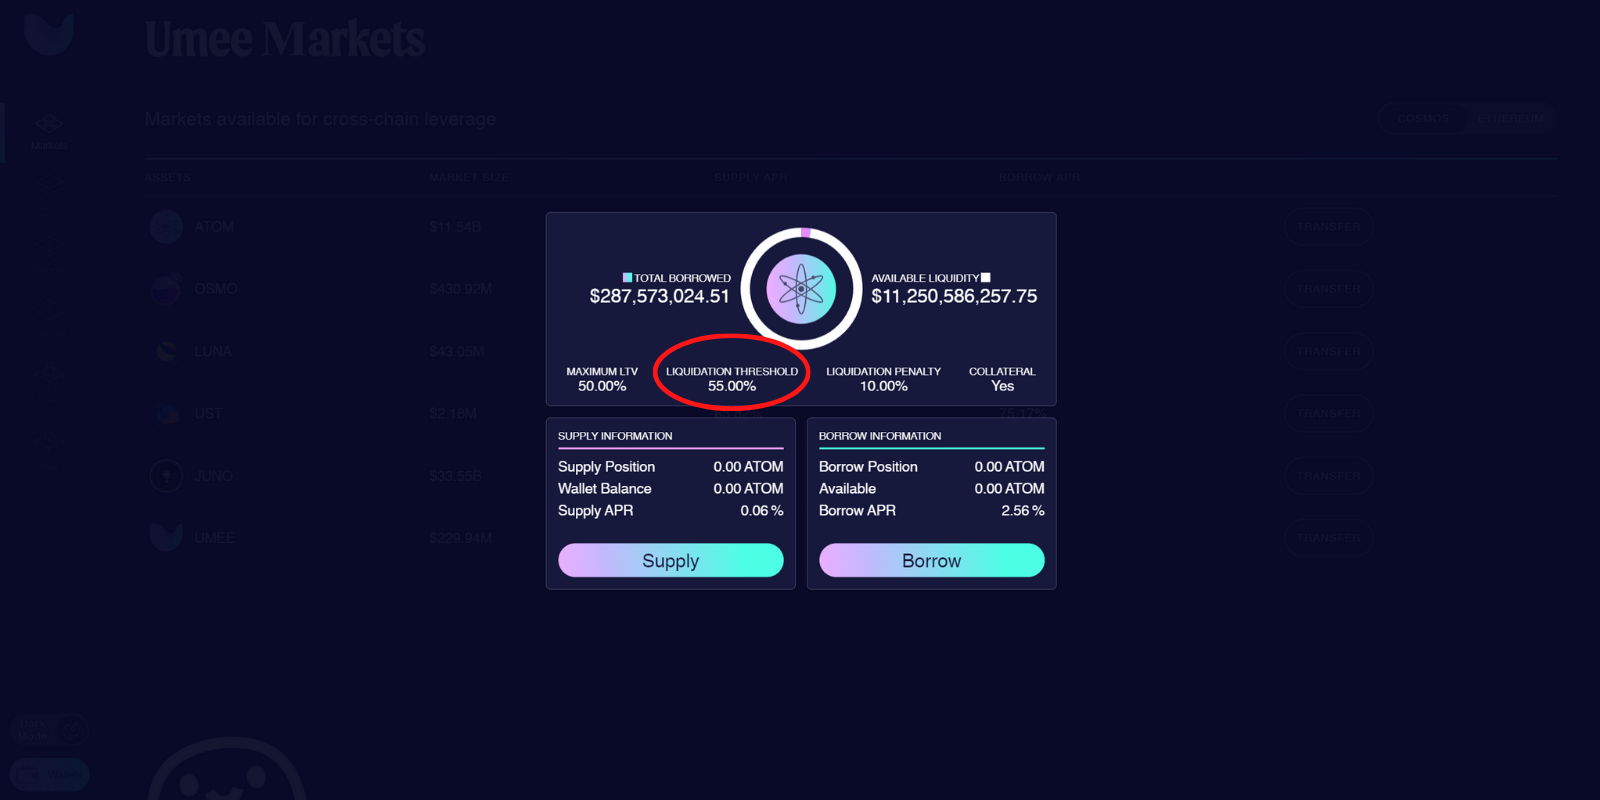 Umee Markets
Markets available for cross-chain leverage
COSMOS ETHEREUM
Markets
ASSETS MARKET SIZE SUPPLY APR BORROW APR
ATOM $11.54B TRANSFER
OSMO $430.92M TRANSFER
LUNA $43.05M TRANSFER
UST $2.18M 75.17% TRANSFER
JUNO $33.55B TRANSFER
UMEE $229.94M TRANSFER
TOTAL BORROWED
$287,573,024.51
AVAILABLE LIQUIDITY
$11,250,586,257.75
MAXIMUM LTV
50.00%
LIQUIDATION THRESHOLD
55.00%
LIQUIDATION PENALTY
10.00%
COLLATERAL
Yes
SUPPLY INFORMATION
Supply Position 0.00 ATOM
Wallet Balance 0.00 ATOM
Supply APR 0.06 %
Supply
BORROW INFORMATION
Borrow Position 0.00 ATOM
Available 0.00 ATOM
Borrow APR 2.56 %
Borrow
Dark
Mode